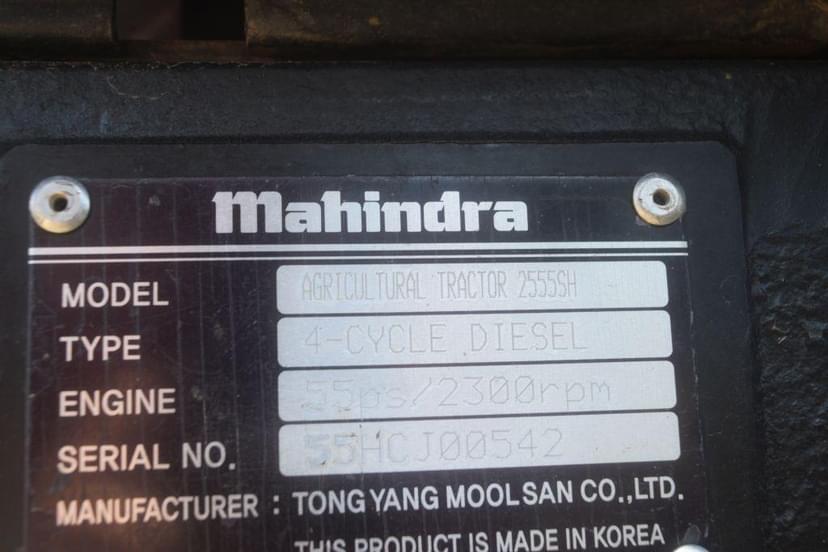 mahindra
MODEL AGRICULTURAL TRACTOR 2555SH
TYPE 4-CYCLE DIESEL
ENGINE 55ps/2300rpm
SERIAL NO. 55HCJ00542
MANUFACTURER : TONG YANG MOOLSAN CO.,LTD.
THIS PRODUCT IS MADE IN KOREA